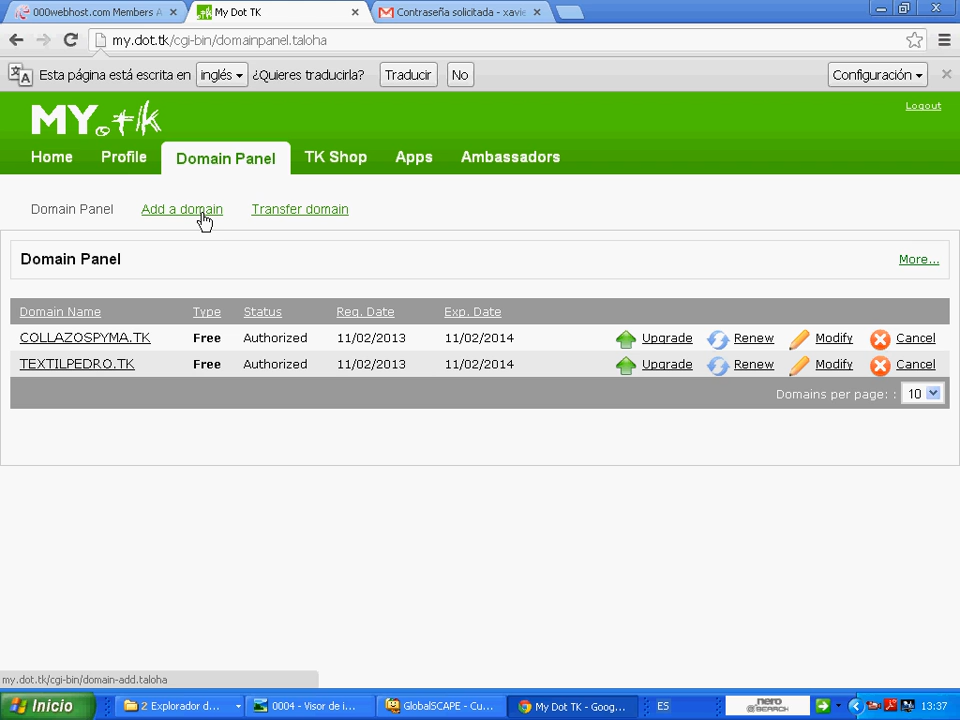 000webhost.com Members A
My Dot TK
Contraseña solicitada - xavie
my.dot.tk/cgi-bin/domainpanel.taloha
Esta página está escrita en inglés ¿Quieres traducirla? Traducir No Configuración
MY.tk
Logout
Home Profile Domain Panel TK Shop Apps Ambassadors
Domain Panel Add a domain Transfer domain
Domain Panel More...
Domain Name Type Status Reg. Date Exp. Date
COLLAZOSPYMA.TK Free Authorized 11/02/2013 11/02/2014 Upgrade Renew Modify Cancel
TEXTILPEDRO.TK Free Authorized 11/02/2013 11/02/2014 Upgrade Renew Modify Cancel
Domains per page: : 10
my.dot.tk/cgi-bin/domain-add.taloha
Inicio 2 Explorador d... 0004 - Visor de i... GlobalSCAPE - Cu... My Dot TK - Goog... ES nero SEARCH 13:37